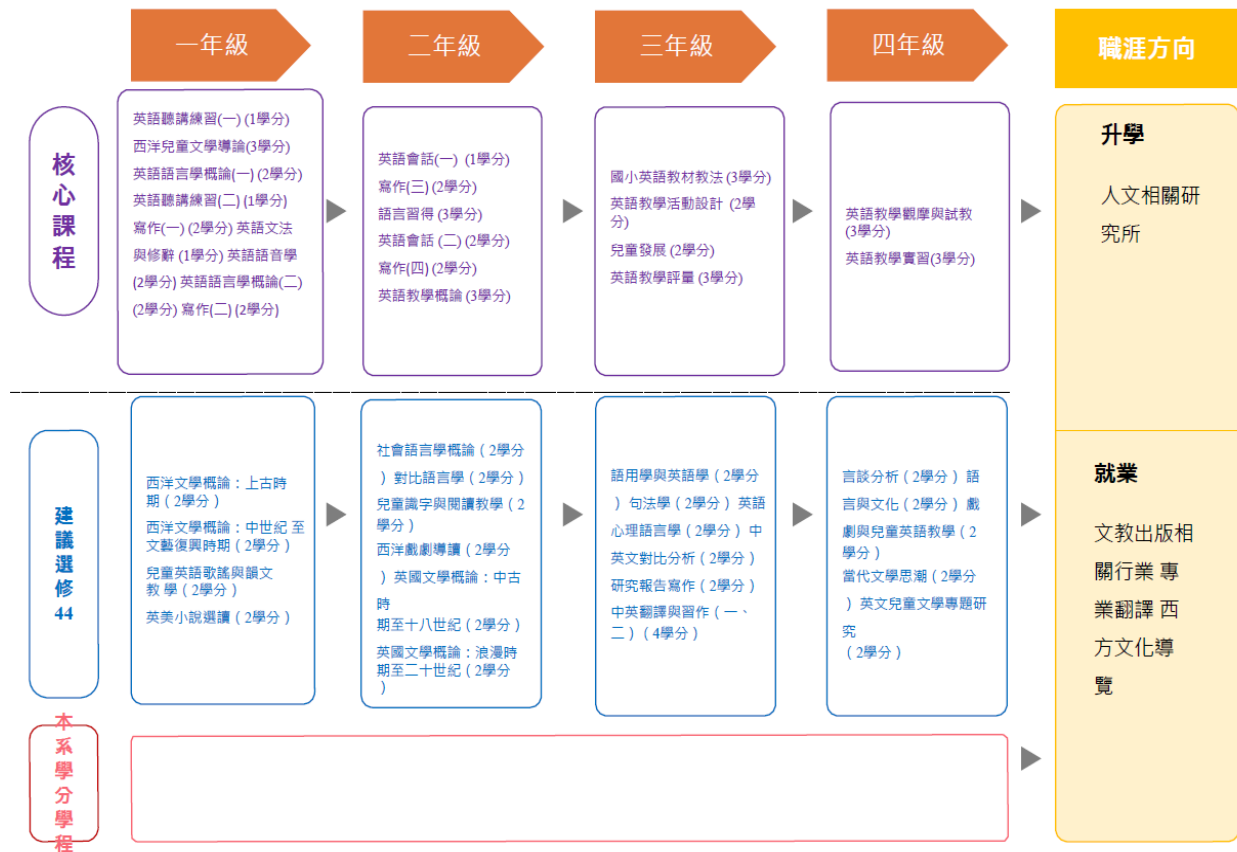 一年級
二年級
三年級
四年級
職涯方向
核心課程
英語聽講練習(一) (1學分)
西洋兒童文學導論(3學分)
英語語言學概論(一) (2學分)
英語聽講練習(二) (1學分)
寫作(一) (2學分) 英語文法
與修辭 (1學分) 英語語音學
(2學分) 英語語言學概論(二)
(2學分) 寫作(二) (2學分)
英語會話(一) (1學分)
寫作(三) (2學分)
語言習得 (3學分)
英語會話 (二) (2學分)
寫作(四) (2學分)
英語教學概論 (3學分)
國小英語教材教法 (3學分)
英語教學活動設計 (2學
分)
兒童發展 (2學分)
英語教學評量 (3學分)
英語教學觀摩與試教
(3學分)
英語教學實習(3學分)
升學
人文相關研
究所
建議選修
44
西洋文學概論：上古時
期（2學分）
西洋文學概論：中世紀 至
文藝復興時期（2學分）
兒童英語歌謠與韻文
教 學（2學分）
英美小說選讀（2學分）
社會語言學概論（2學分
）對比語言學（2學分）
兒童識字與閱讀教學（2
學分）
西洋戲劇導讀（2學分
）英國文學概論：中古
時
期至十八世紀（2學分）
英國文學概論：浪漫時
期至二十世紀（2學分
）
語用學與英語學（2學分
）句法學（2學分） 英語
心理語言學（2學分） 中
英文對比分析（2學分）
研究報告寫作（2學分）
中英翻譯與習作（一、
二）（4學分）
言談分析（2學分） 語
言與文化（2學分） 戲
劇與兒童英語教學（2
學分）
當代文學思潮（2學分
）英文兒童文學專題研
究
（2學分）
就業
文教出版相
關行業 專
業翻譯 西
方文化導
覽
本系學分學程